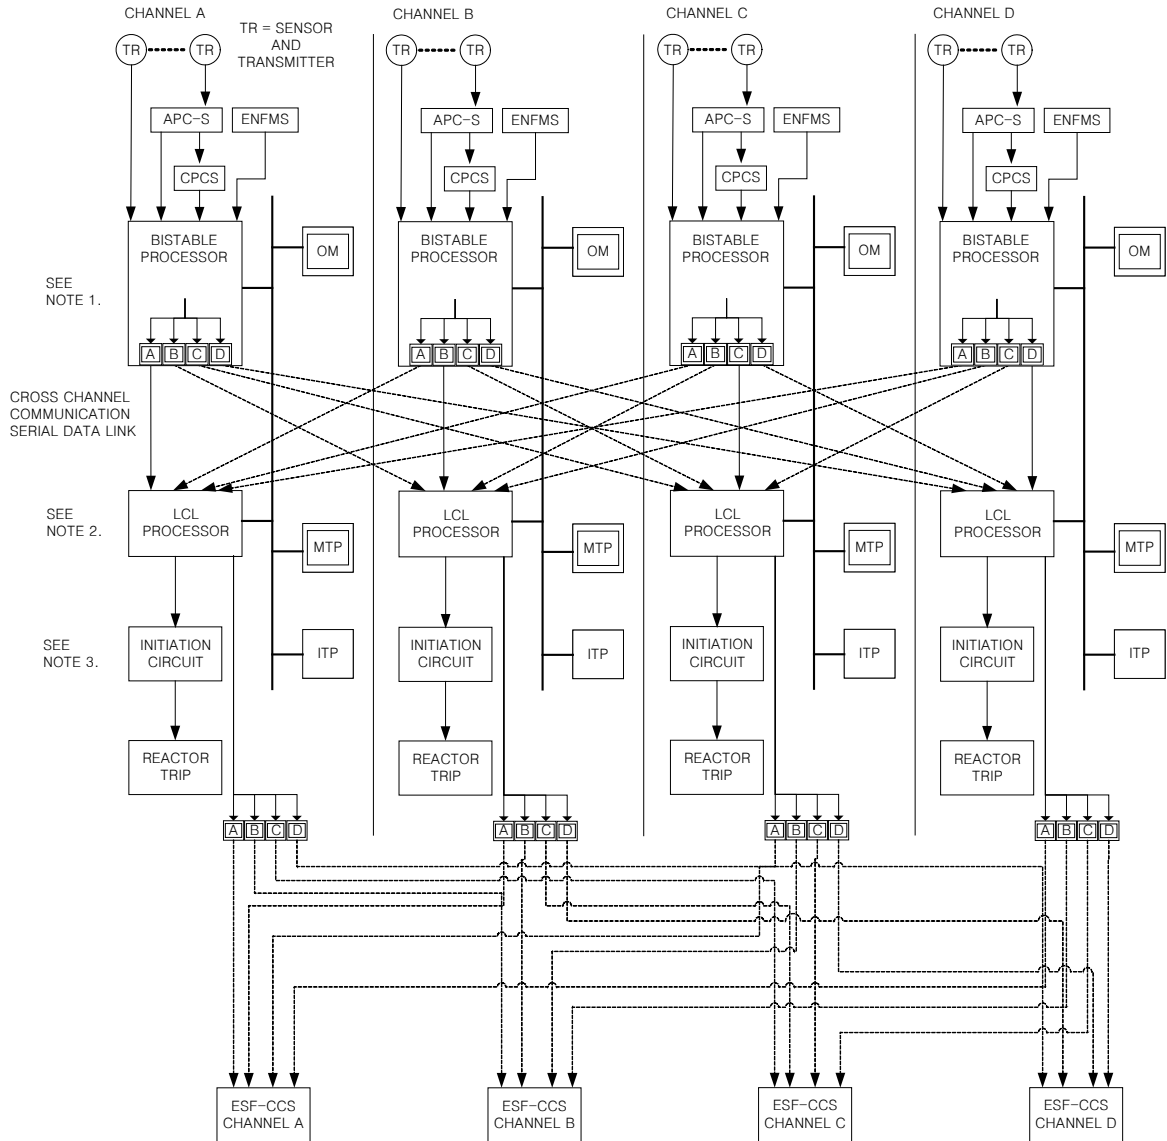 CHANNEL A
CHANNEL B
CHANNEL C
CHANNEL D
TR = SENSOR
AND
TRANSMITTER
TR
TR
TR
TR
TR
TR
TR
TR
APC-S
ENFMS
APC-S
ENFMS
APC-S
ENFMS
APC-S
ENFMS
CPCS
CPCS
CPCS
CPCS
BISTABLE
PROCESSOR
OM
BISTABLE
PROCESSOR
OM
BISTABLE
PROCESSOR
OM
BISTABLE
PROCESSOR
OM
SEE
NOTE 1.
A B C D
A B C D
A B C D
A B C D
CROSS CHANNEL
COMMUNICATION
SERIAL DATA LINK
SEE
NOTE 2.
LCL
PROCESSOR
MTP
LCL
PROCESSOR
MTP
LCL
PROCESSOR
MTP
LCL
PROCESSOR
MTP
SEE
NOTE 3.
INITIATION
CIRCUIT
ITP
INITIATION
CIRCUIT
ITP
INITIATION
CIRCUIT
ITP
INITIATION
CIRCUIT
ITP
REACTOR
TRIP
REACTOR
TRIP
REACTOR
TRIP
REACTOR
TRIP
A B C D
A B C D
A B C D
A B C D
ESF-CCS
CHANNEL A
ESF-CCS
CHANNEL B
ESF-CCS
CHANNEL C
ESF-CCS
CHANNEL D